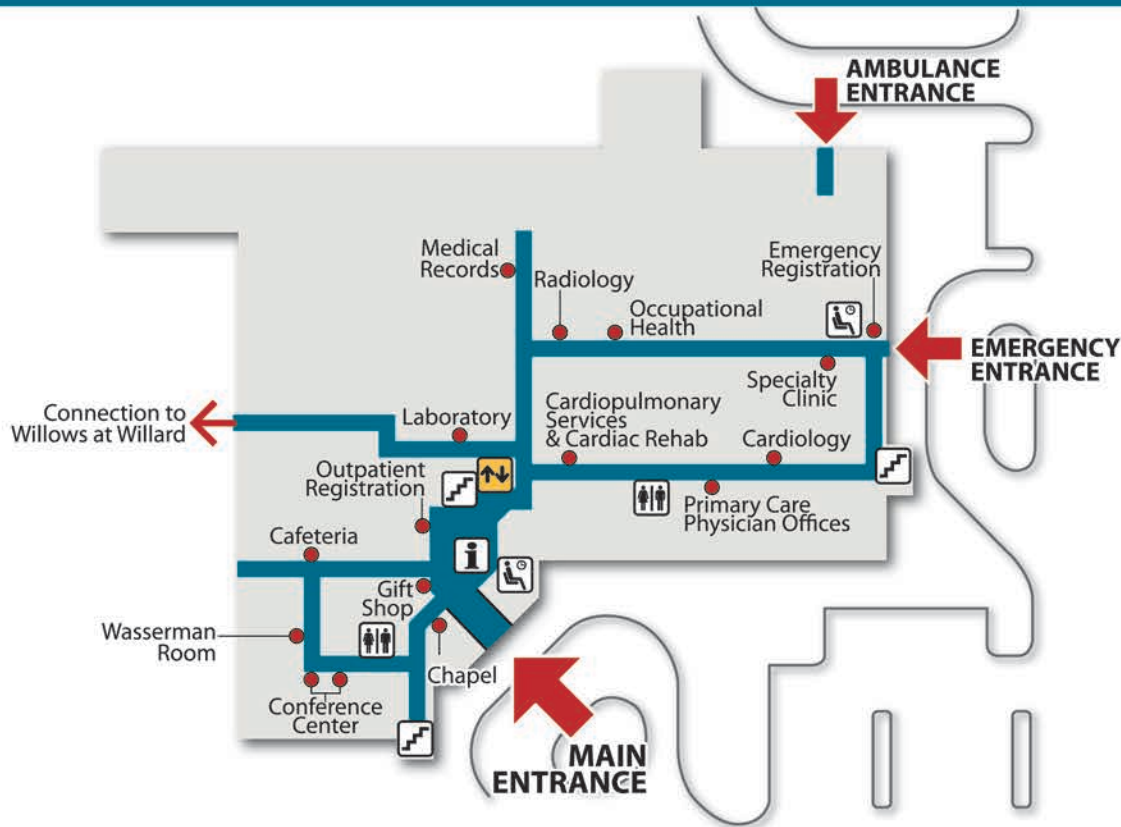 AMBULANCE
ENTRANCE
Medical
Records
Radiology
Occupational
Health
Emergency
Registration
EMERGENCY
ENTRANCE
Specialty
Clinic
Connection to
Willows at Willard
Laboratory
Cardiopulmonary
Services
& Cardiac Rehab
Cardiology
Outpatient
Registration
Primary Care
Physician Offices
Cafeteria
i
Gift
Shop
Wasserman
Room
Chapel
Conference
Center
MAIN
ENTRANCE